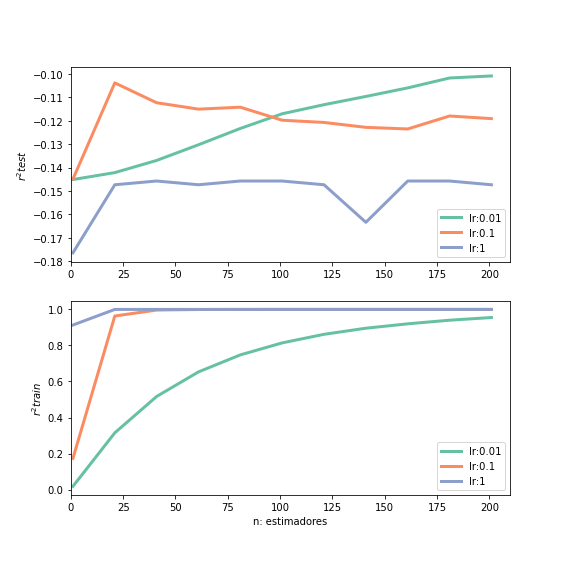 −0.10
−0.11
−0.12
−0.13
−0.14
−0.15
−0.16
−0.17
−0.18
r²test
0 25 50 75 100 125 150 175 200
lr:0.01
lr:0.1
lr:1
1.0
0.8
0.6
0.4
0.2
0.0
r²train
0 25 50 75 100 125 150 175 200
lr:0.01
lr:0.1
lr:1
n: estimadores